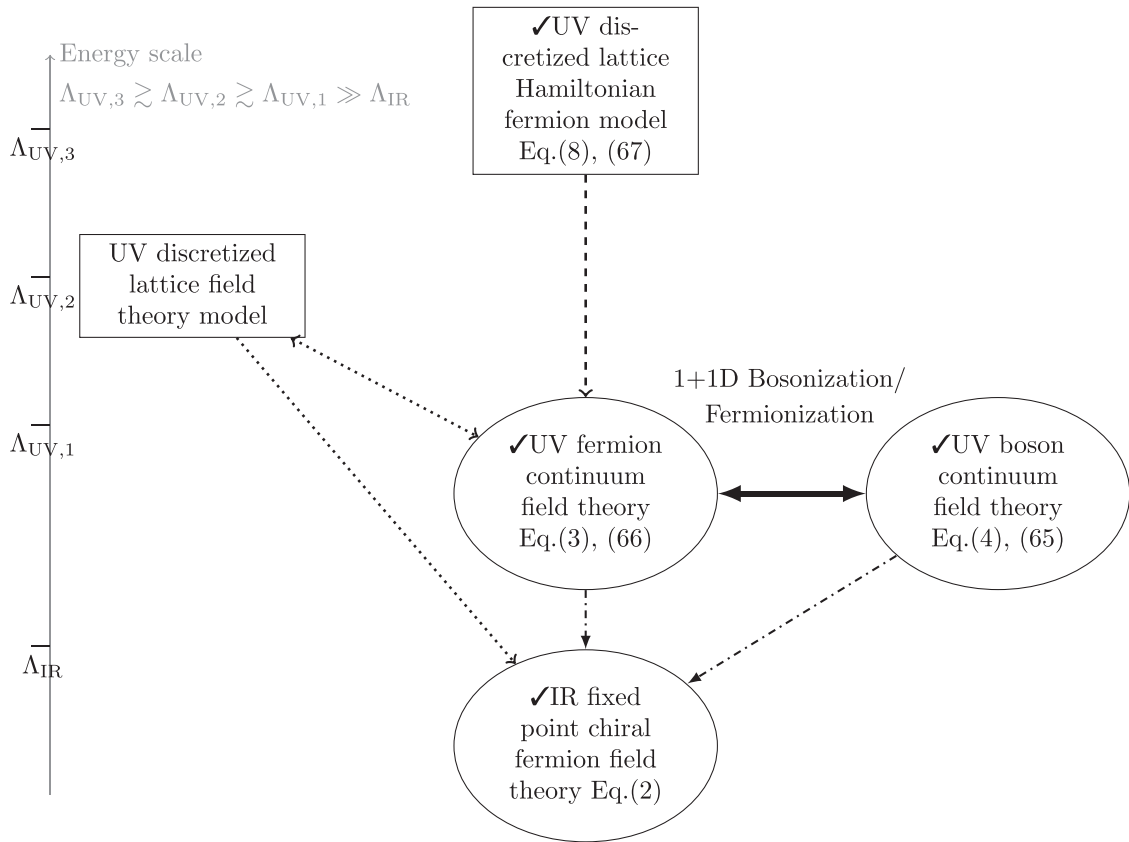 ✓UV dis-
cretized lattice
Hamiltonian
fermion model
Eq.(8), (67)
Energy scale
Λ_UV,3 ≳ Λ_UV,2 ≳ Λ_UV,1 ≫ Λ_IR
Λ_UV,3
UV discretized
lattice field
theory model
Λ_UV,2
1+1D Bosonization/
Fermionization
Λ_UV,1
✓UV fermion
continuum
field theory
Eq.(3), (66)
✓UV boson
continuum
field theory
Eq.(4), (65)
Λ_IR
✓IR fixed
point chiral
fermion field
theory Eq.(2)